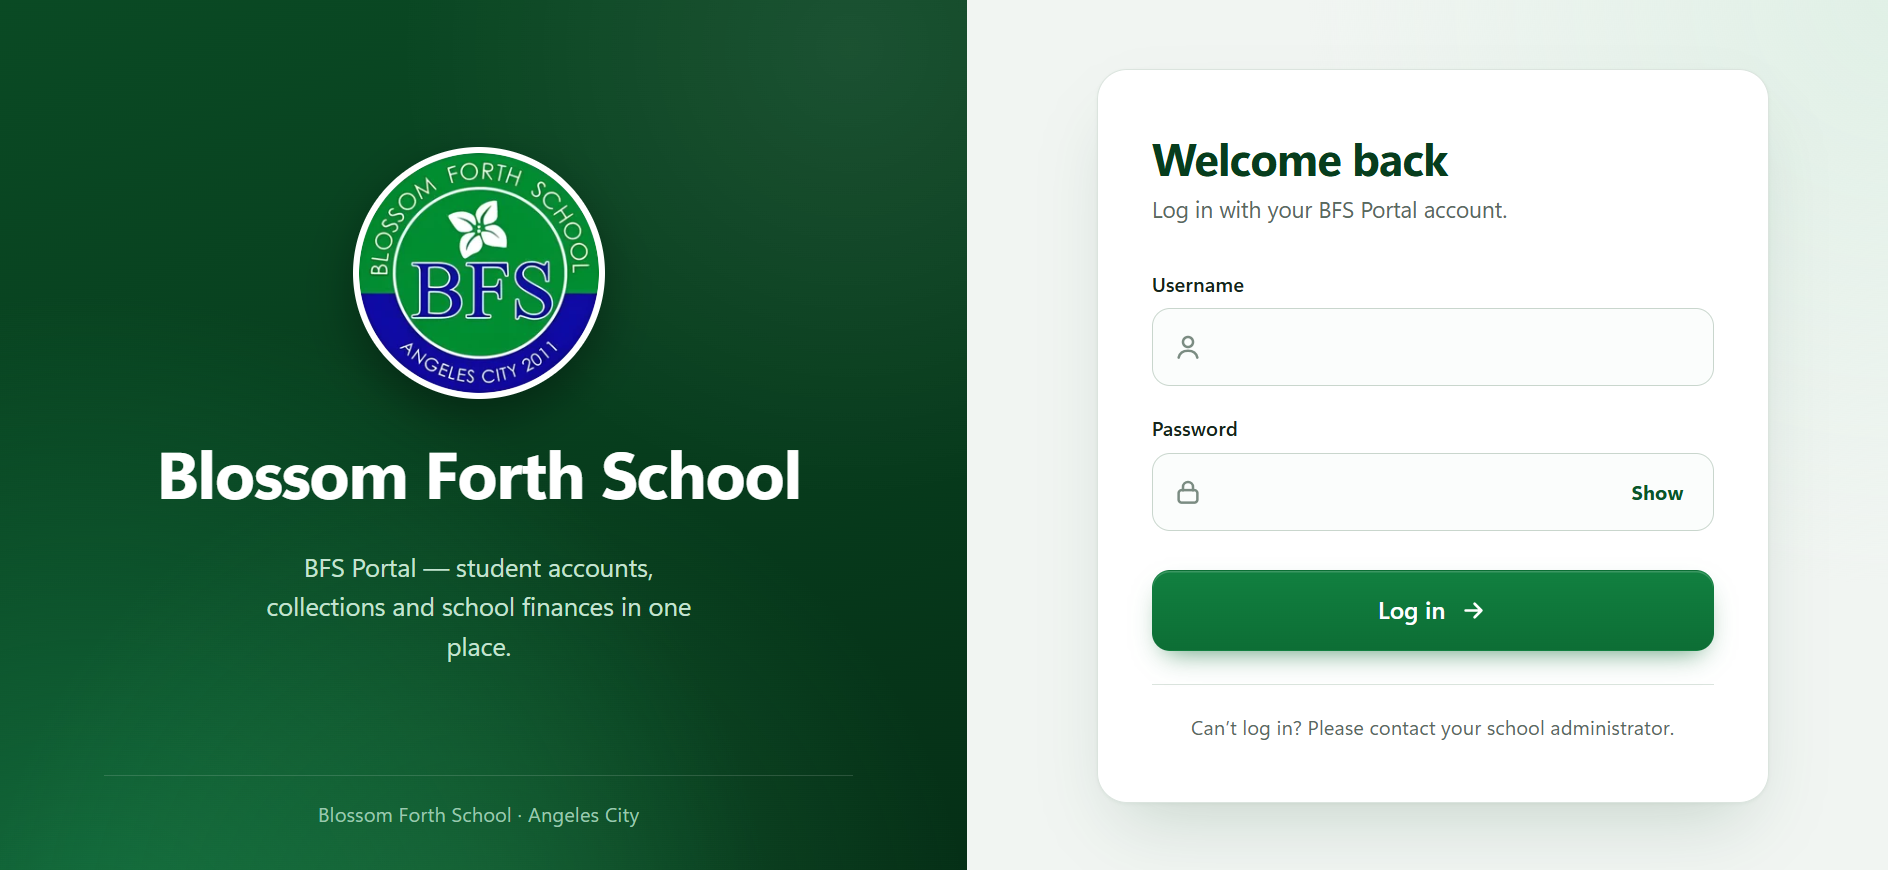 BLOSSOM FORTH SCHOOL
BFS
ANGELES CITY 2011
Blossom Forth School
BFS Portal — student accounts,
collections and school finances in one
place.
Blossom Forth School · Angeles City
Welcome back
Log in with your BFS Portal account.
Username
Password
Show
Log in →
Can’t log in? Please contact your school administrator.